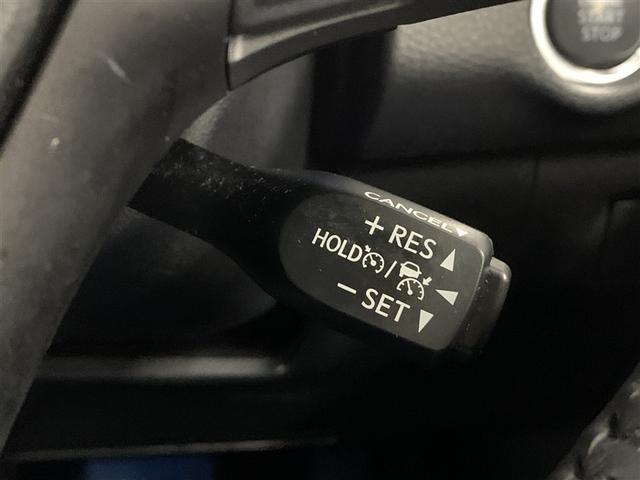 START
STOP
CANCEL
+ RES
HOLD /
− SET